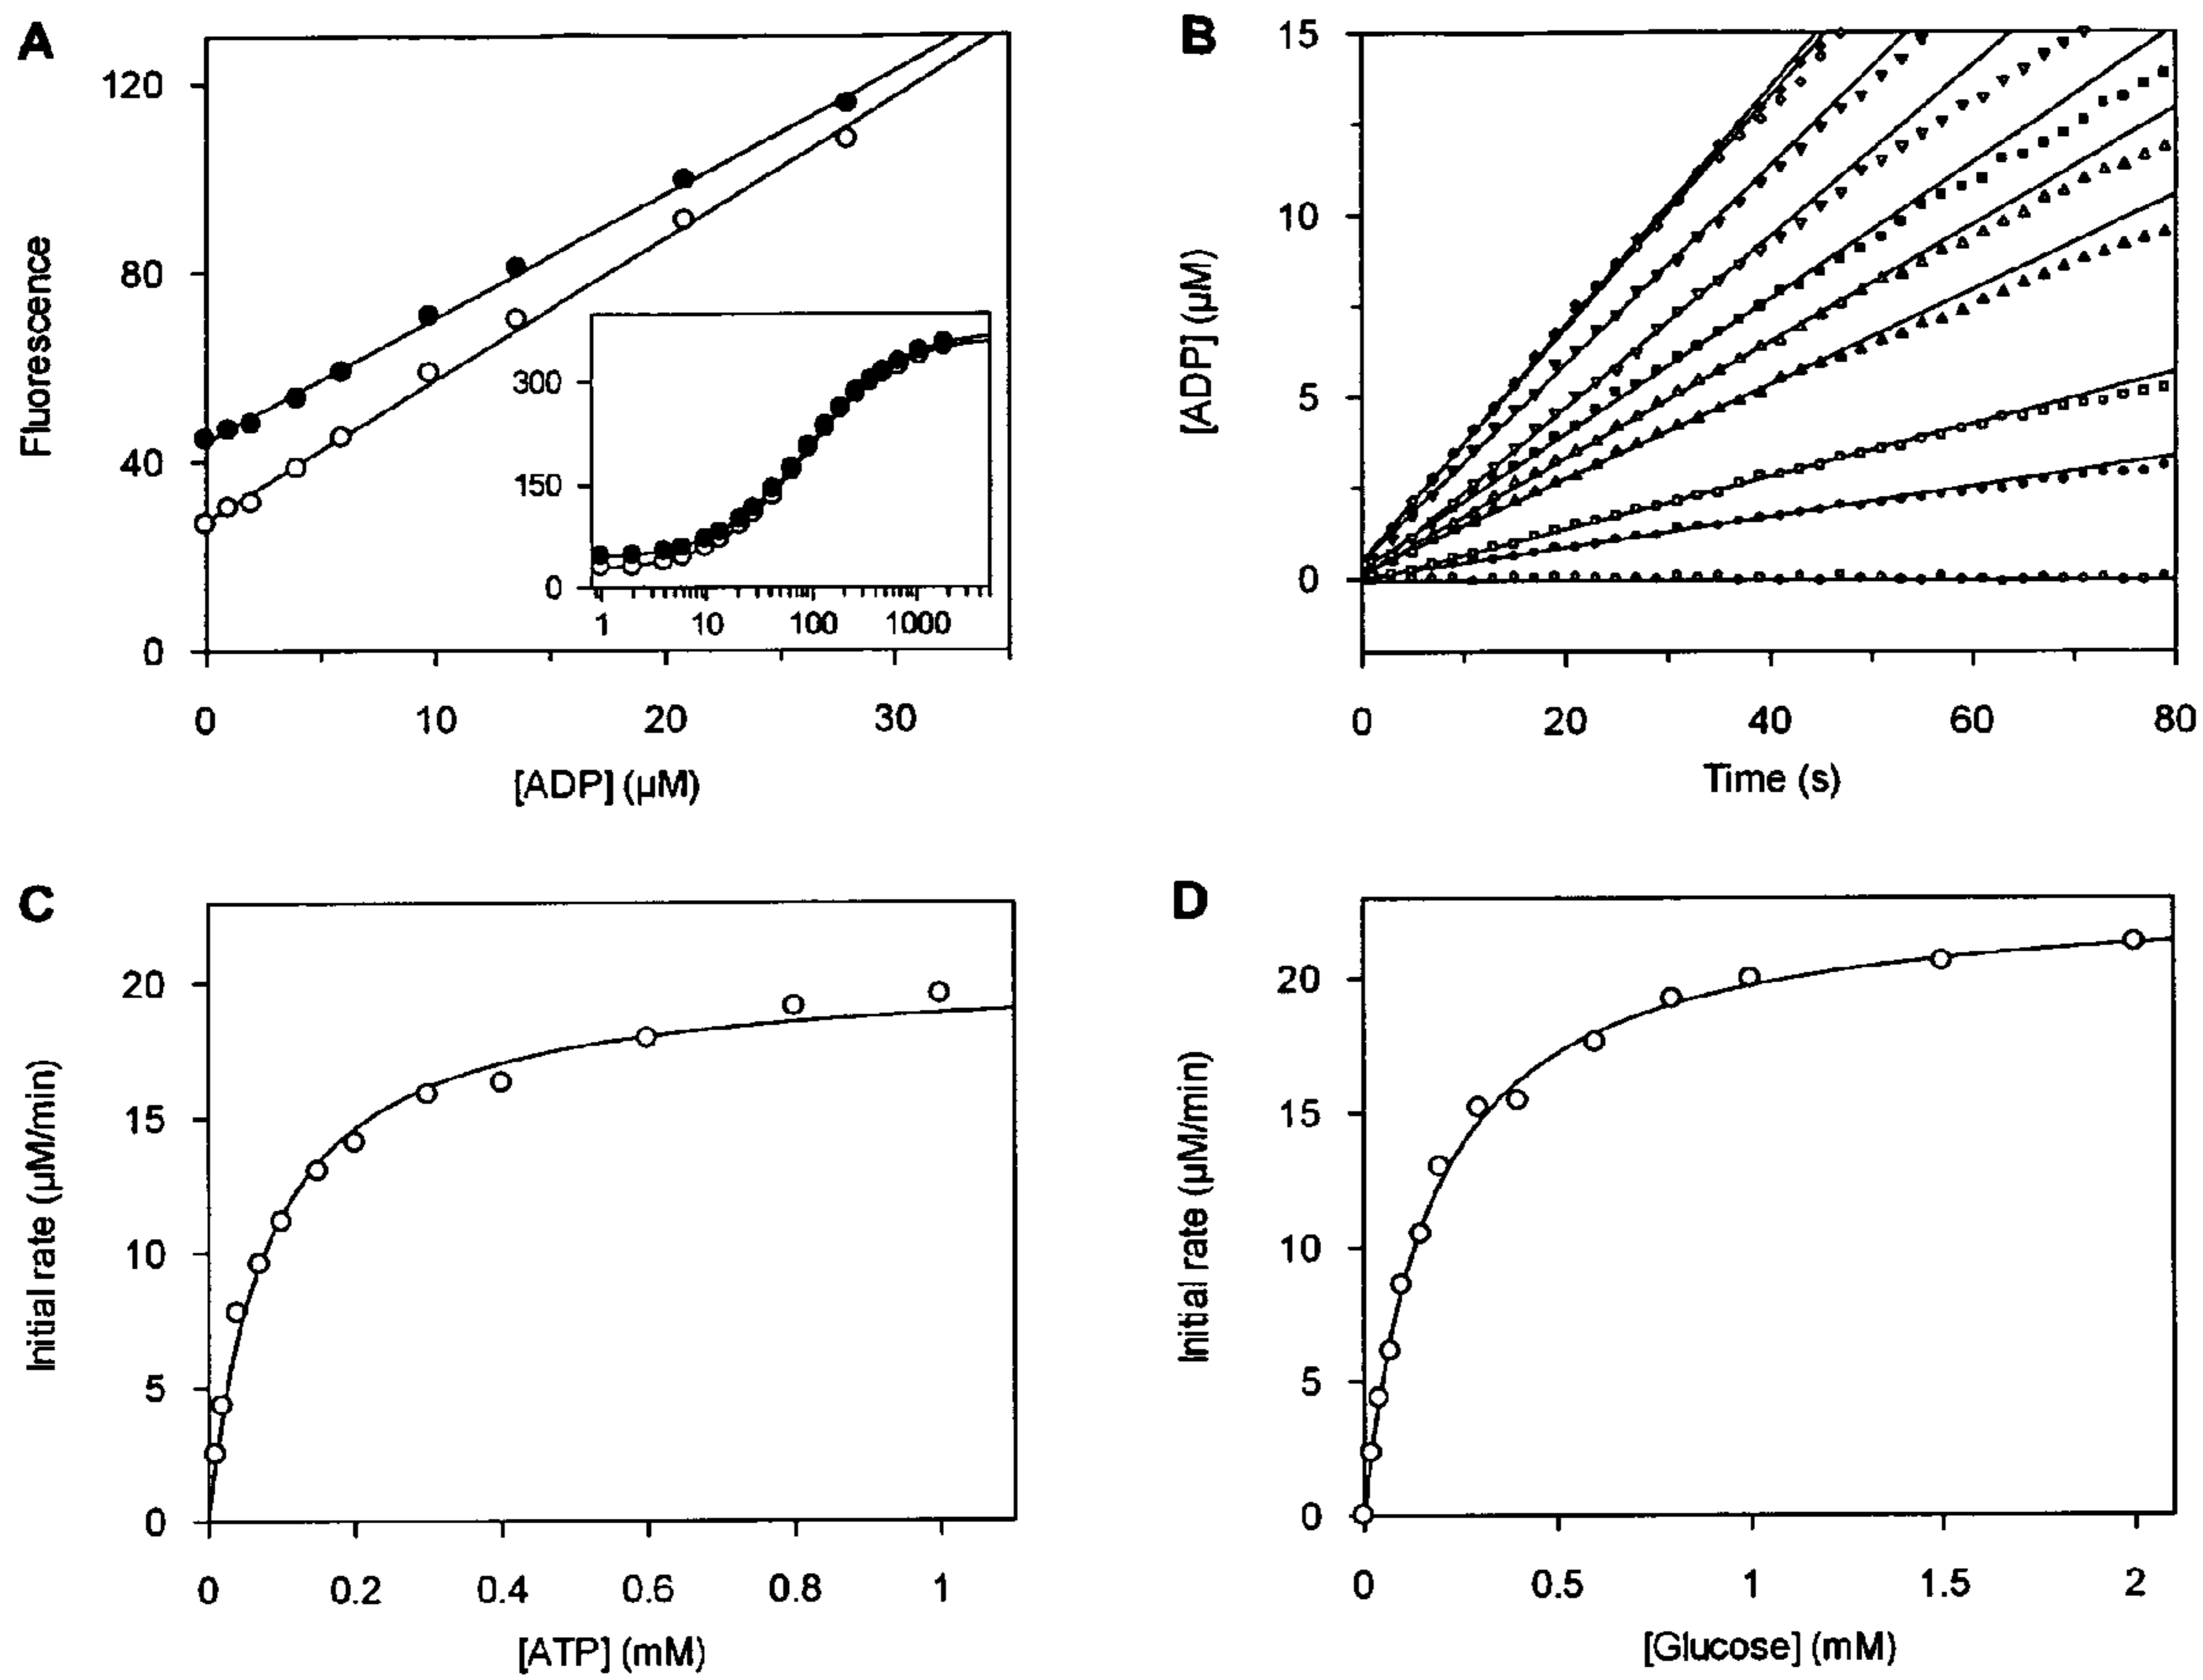 A
120
80
40
0
Fluorescence
300
150
0
1 10 100 1000
0 10 20 30
[ADP] (µM)
B
15
10
5
0
[ADP] (µM)
0 20 40 60 80
Time (s)
C
20
15
10
5
0
Initial rate (µM/min)
0 0.2 0.4 0.6 0.8 1
[ATP] (mM)
D
20
15
10
5
0
Initial rate (µM/min)
0 0.5 1 1.5 2
[Glucose] (mM)